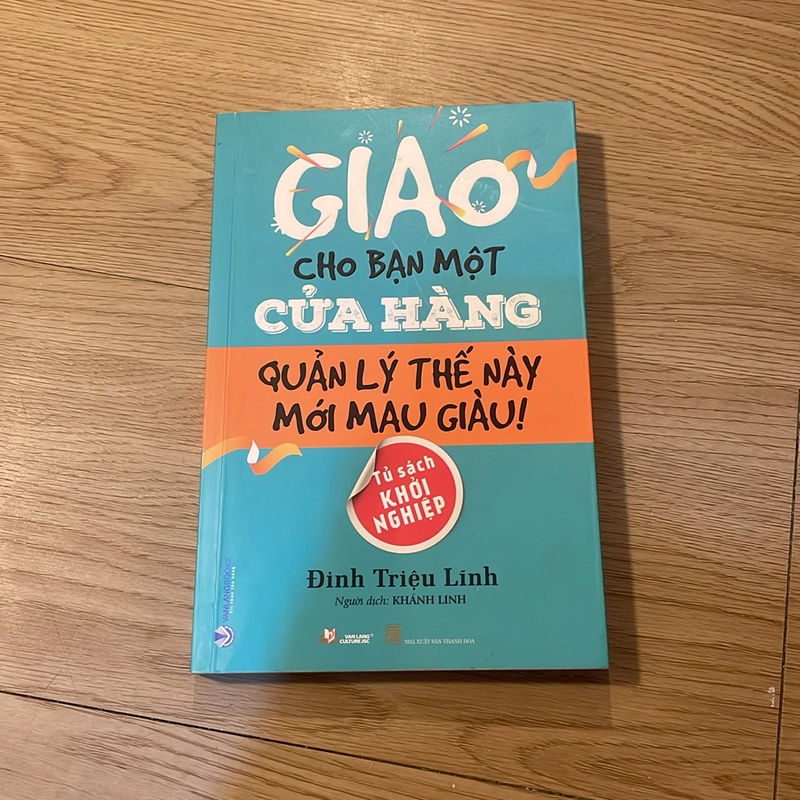 GIAO
CHO BẠN MỘT
CỬA HÀNG
QUẢN LÝ THẾ NÀY
MỚI MAU GIÀU!
Tủ sách
KHỞI
NGHIỆP
Đinh Triệu Lĩnh
Người dịch: KHÁNH LINH
VAN LANG®
CULTURE.JSC
NHÀ XUẤT BẢN THANH HÓA